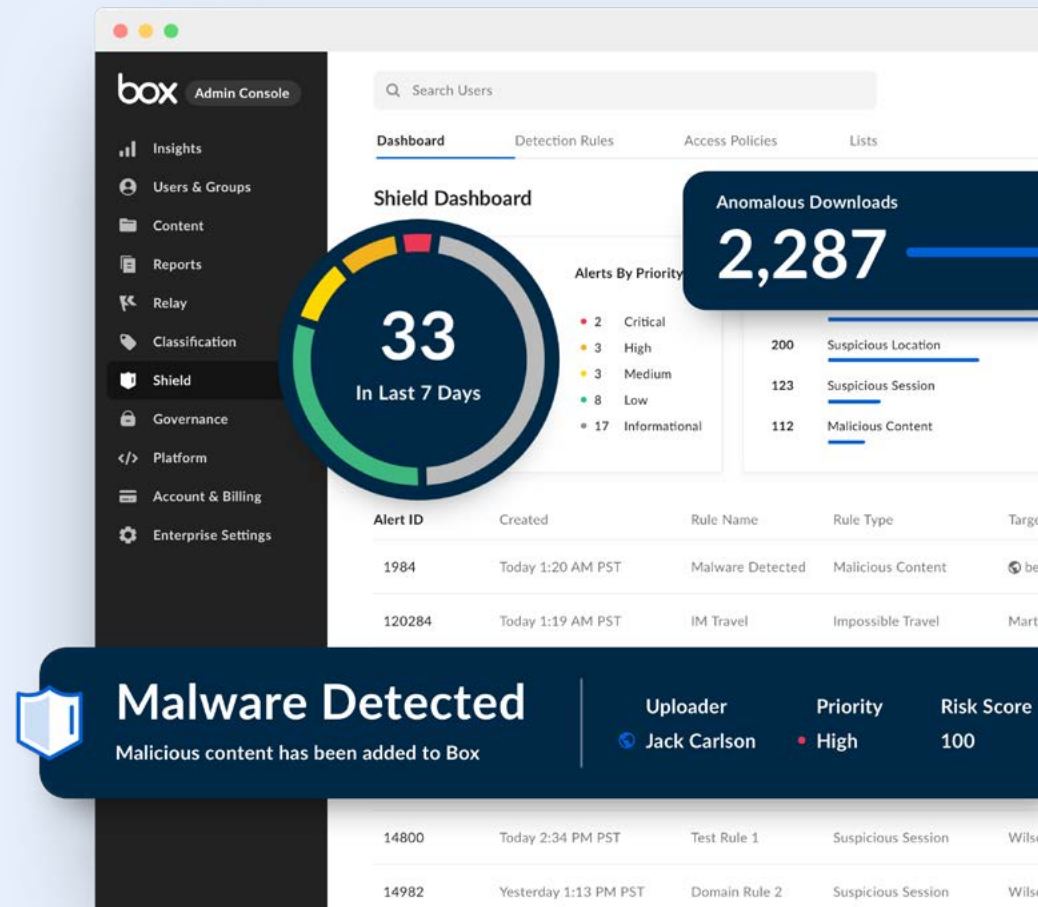 box Admin Console
Insights
Users & Groups
Content
Reports
Relay
Classification
Shield
Governance
</> Platform
Account & Billing
Enterprise Settings
Search Users
Dashboard Detection Rules Access Policies Lists
Shield Dashboard
33
In Last 7 Days
Alerts By Priority
2 Critical
3 High
3 Medium
8 Low
17 Informational
Anomalous Downloads
2,287
200 Suspicious Location
123 Suspicious Session
112 Malicious Content
Alert ID Created Rule Name Rule Type
1984 Today 1:20 AM PST Malware Detected Malicious Content
120284 Today 1:19 AM PST IM Travel Impossible Travel
Malware Detected
Malicious content has been added to Box
Uploader Priority Risk Score
Jack Carlson High 100
14800 Today 2:34 PM PST Test Rule 1 Suspicious Session
14982 Yesterday 1:13 PM PST Domain Rule 2 Suspicious Session